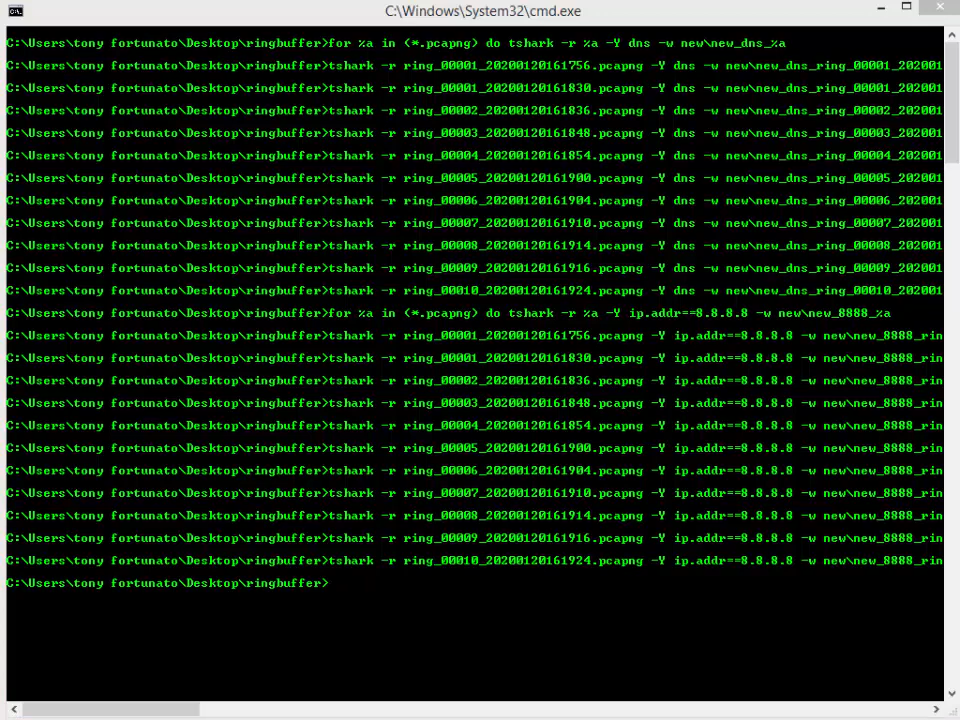 C:\Windows\System32\cmd.exe
C:\Users\tony fortunato\Desktop\ringbuffer>for %a in (*.pcapng) do tshark -r %a -Y dns -w new\new_dns_%a
C:\Users\tony fortunato\Desktop\ringbuffer>tshark -r ring_00001_20200120161756.pcapng -Y dns -w new\new_dns_ring_00001_202001
C:\Users\tony fortunato\Desktop\ringbuffer>tshark -r ring_00001_20200120161830.pcapng -Y dns -w new\new_dns_ring_00001_202001
C:\Users\tony fortunato\Desktop\ringbuffer>tshark -r ring_00002_20200120161836.pcapng -Y dns -w new\new_dns_ring_00002_202001
C:\Users\tony fortunato\Desktop\ringbuffer>tshark -r ring_00003_20200120161848.pcapng -Y dns -w new\new_dns_ring_00003_202001
C:\Users\tony fortunato\Desktop\ringbuffer>tshark -r ring_00004_20200120161854.pcapng -Y dns -w new\new_dns_ring_00004_202001
C:\Users\tony fortunato\Desktop\ringbuffer>tshark -r ring_00005_20200120161900.pcapng -Y dns -w new\new_dns_ring_00005_202001
C:\Users\tony fortunato\Desktop\ringbuffer>tshark -r ring_00006_20200120161904.pcapng -Y dns -w new\new_dns_ring_00006_202001
C:\Users\tony fortunato\Desktop\ringbuffer>tshark -r ring_00007_20200120161910.pcapng -Y dns -w new\new_dns_ring_00007_202001
C:\Users\tony fortunato\Desktop\ringbuffer>tshark -r ring_00008_20200120161914.pcapng -Y dns -w new\new_dns_ring_00008_202001
C:\Users\tony fortunato\Desktop\ringbuffer>tshark -r ring_00009_20200120161916.pcapng -Y dns -w new\new_dns_ring_00009_202001
C:\Users\tony fortunato\Desktop\ringbuffer>tshark -r ring_00010_20200120161924.pcapng -Y dns -w new\new_dns_ring_00010_202001
C:\Users\tony fortunato\Desktop\ringbuffer>for %a in (*.pcapng) do tshark -r %a -Y ip.addr==8.8.8.8 -w new\new_8888_%a
C:\Users\tony fortunato\Desktop\ringbuffer>tshark -r ring_00001_20200120161756.pcapng -Y ip.addr==8.8.8.8 -w new\new_8888_rin
C:\Users\tony fortunato\Desktop\ringbuffer>tshark -r ring_00001_20200120161830.pcapng -Y ip.addr==8.8.8.8 -w new\new_8888_rin
C:\Users\tony fortunato\Desktop\ringbuffer>tshark -r ring_00002_20200120161836.pcapng -Y ip.addr==8.8.8.8 -w new\new_8888_rin
C:\Users\tony fortunato\Desktop\ringbuffer>tshark -r ring_00003_20200120161848.pcapng -Y ip.addr==8.8.8.8 -w new\new_8888_rin
C:\Users\tony fortunato\Desktop\ringbuffer>tshark -r ring_00004_20200120161854.pcapng -Y ip.addr==8.8.8.8 -w new\new_8888_rin
C:\Users\tony fortunato\Desktop\ringbuffer>tshark -r ring_00005_20200120161900.pcapng -Y ip.addr==8.8.8.8 -w new\new_8888_rin
C:\Users\tony fortunato\Desktop\ringbuffer>tshark -r ring_00006_20200120161904.pcapng -Y ip.addr==8.8.8.8 -w new\new_8888_rin
C:\Users\tony fortunato\Desktop\ringbuffer>tshark -r ring_00007_20200120161910.pcapng -Y ip.addr==8.8.8.8 -w new\new_8888_rin
C:\Users\tony fortunato\Desktop\ringbuffer>tshark -r ring_00008_20200120161914.pcapng -Y ip.addr==8.8.8.8 -w new\new_8888_rin
C:\Users\tony fortunato\Desktop\ringbuffer>tshark -r ring_00009_20200120161916.pcapng -Y ip.addr==8.8.8.8 -w new\new_8888_rin
C:\Users\tony fortunato\Desktop\ringbuffer>tshark -r ring_00010_20200120161924.pcapng -Y ip.addr==8.8.8.8 -w new\new_8888_rin
C:\Users\tony fortunato\Desktop\ringbuffer>